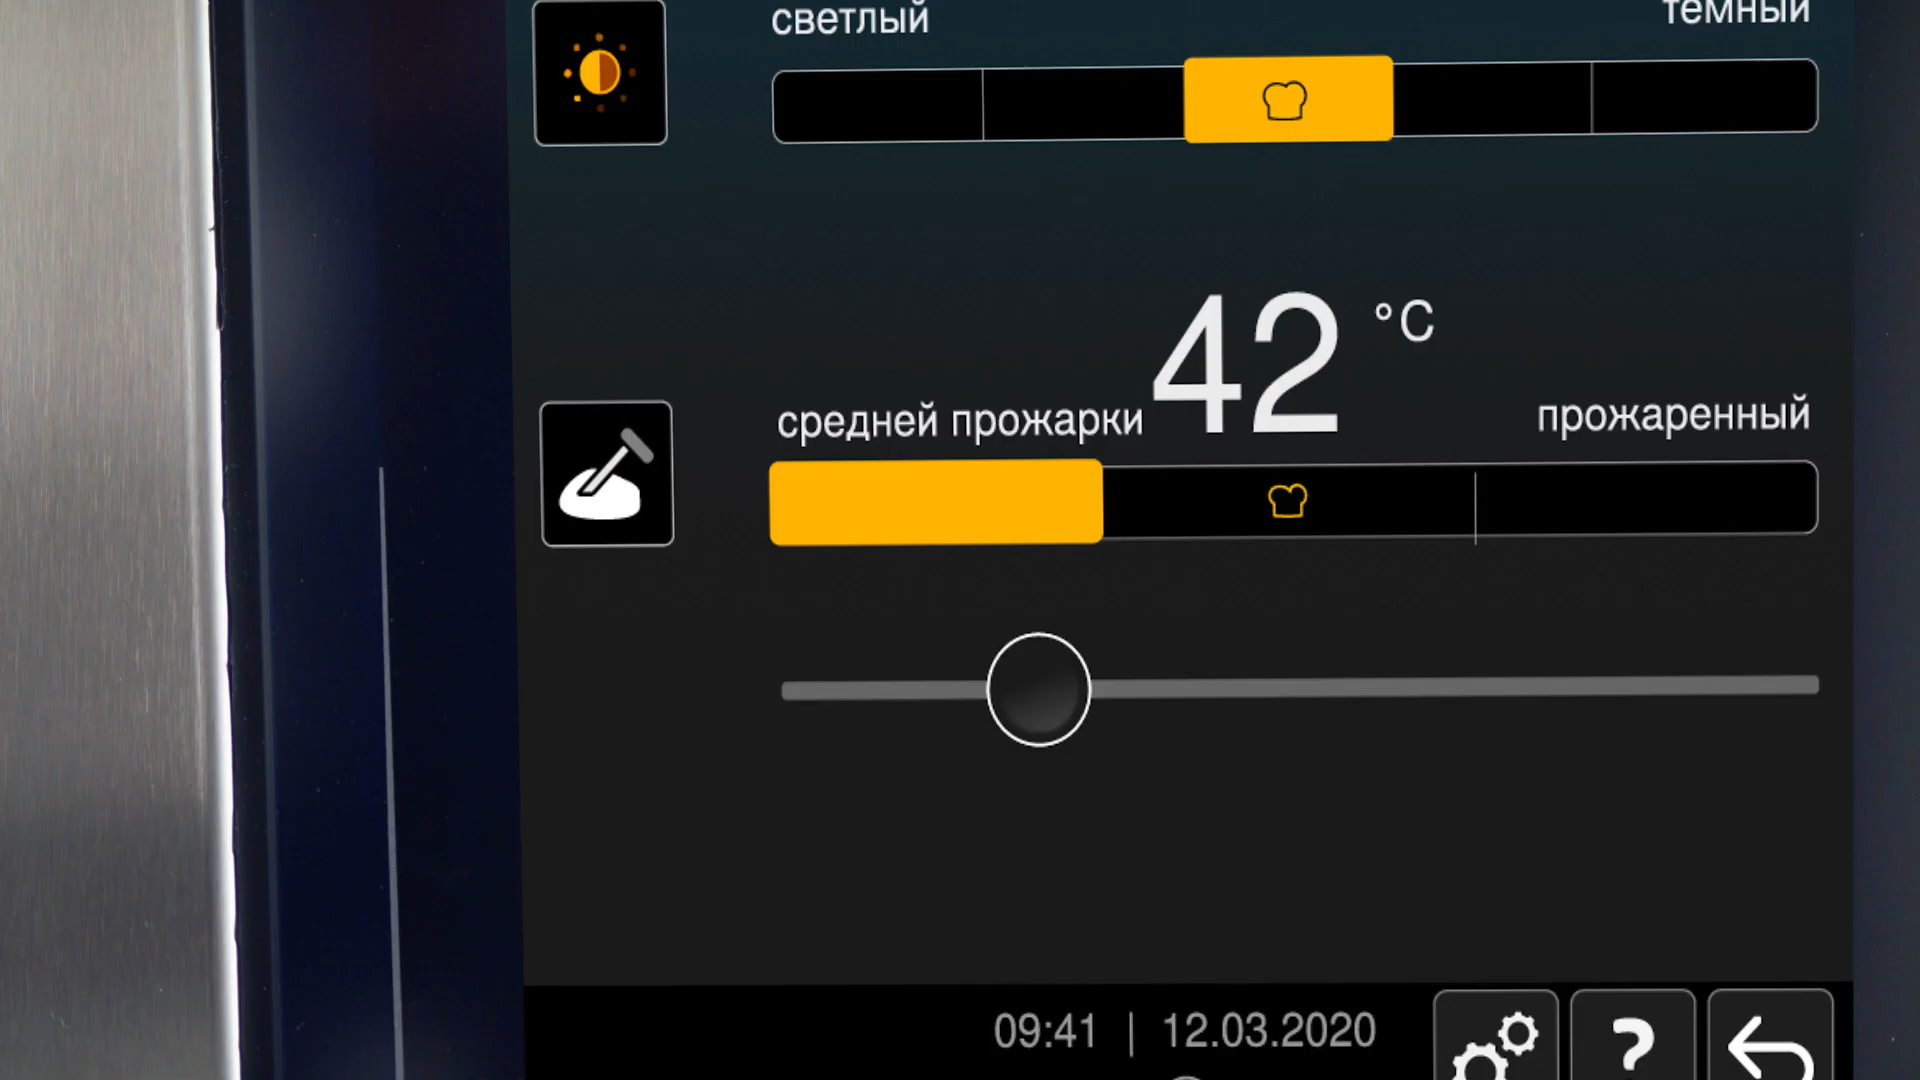 светлый
темный
42 °C
средней прожарки
прожаренный
09:41 | 12.03.2020
?